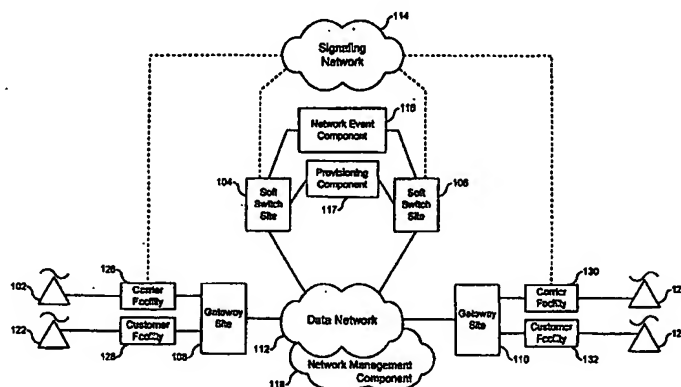 114
Signaling
Network
116
Network Event
Component
104
Provisioning
Component
106
Soft
Switch
Site
117
Soft
Switch
Site
102
126
Carrier
Facility
130
Carrier
Facility
122
Customer
Facility
128
Gateway
Site
108
112
Data Network
Gateway
Site
110
Customer
Facility
132
Network Management
Component
118